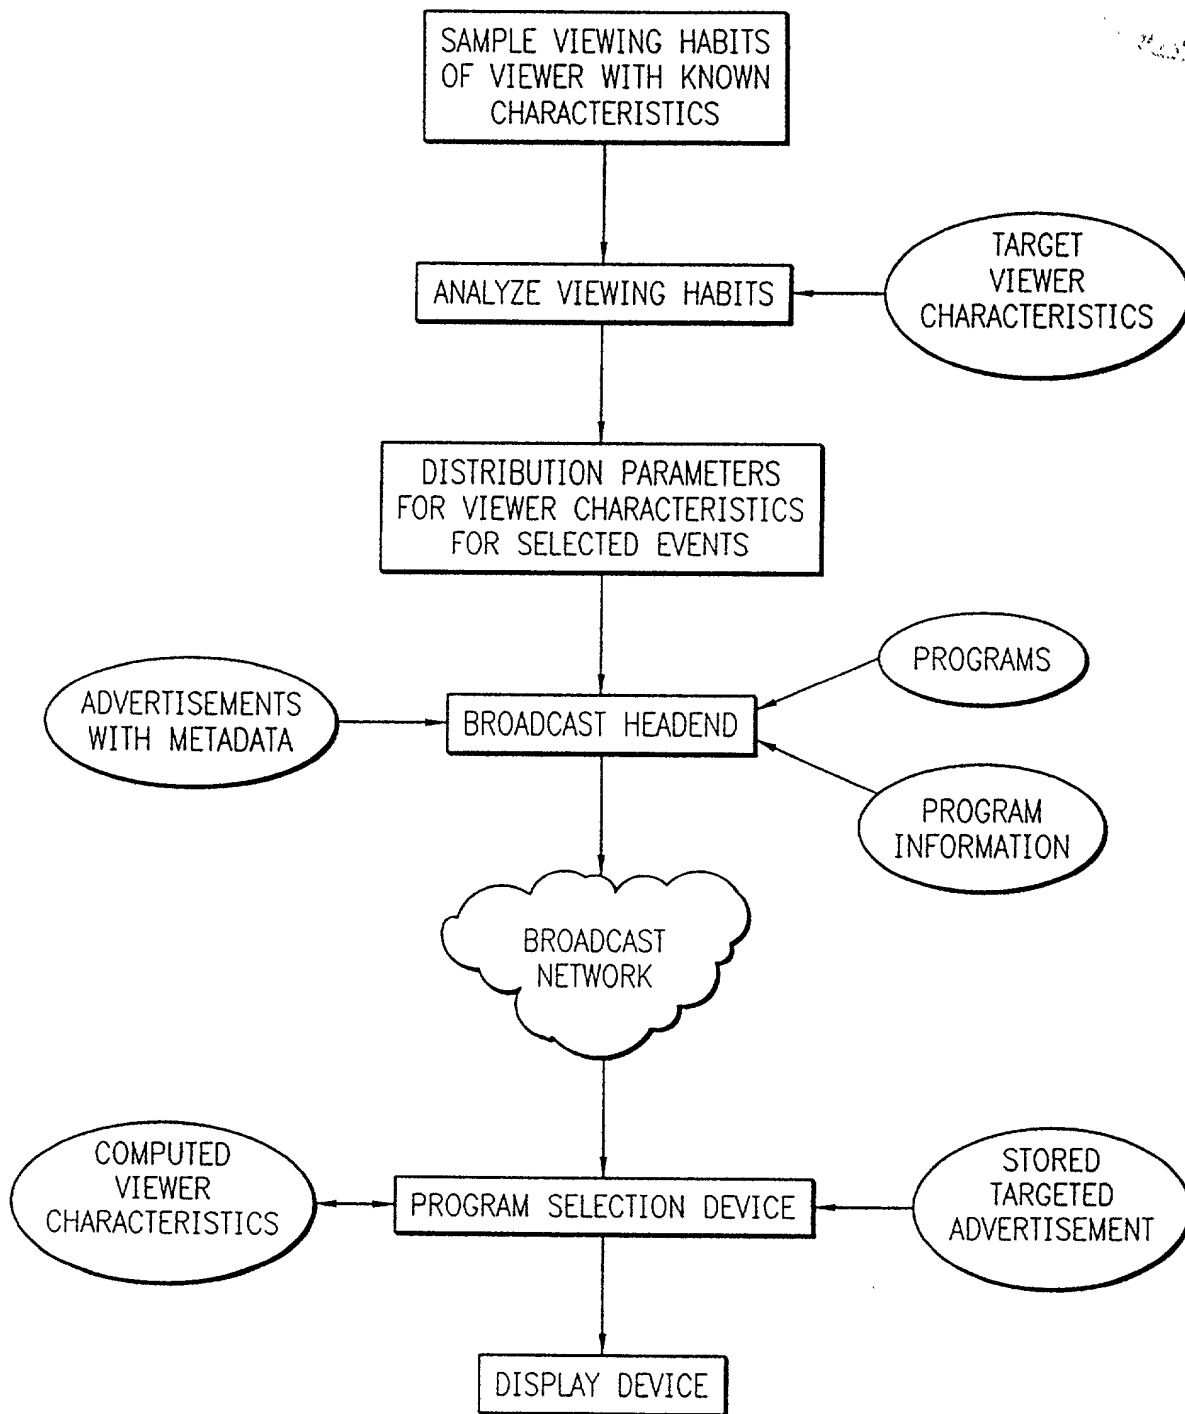 SAMPLE VIEWING HABITS
OF VIEWER WITH KNOWN
CHARACTERISTICS
TARGET
VIEWER
CHARACTERISTICS
ANALYZE VIEWING HABITS
DISTRIBUTION PARAMETERS
FOR VIEWER CHARACTERISTICS
FOR SELECTED EVENTS
PROGRAMS
ADVERTISEMENTS
WITH METADATA
BROADCAST HEADEND
PROGRAM
INFORMATION
BROADCAST
NETWORK
COMPUTED
VIEWER
CHARACTERISTICS
PROGRAM SELECTION DEVICE
STORED
TARGETED
ADVERTISEMENT
DISPLAY DEVICE